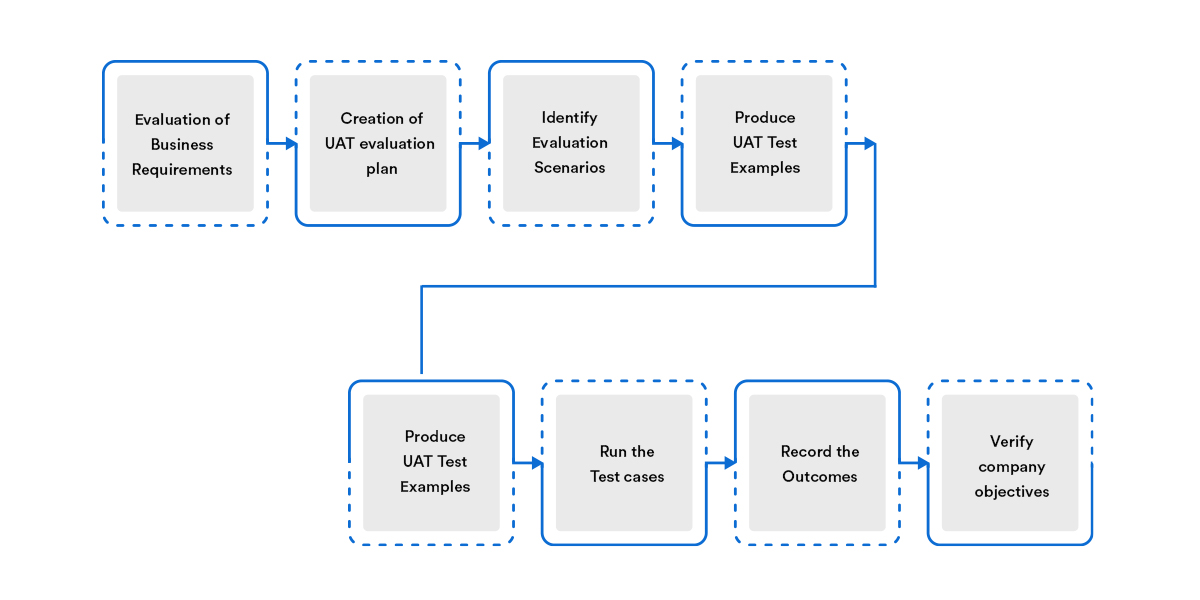 Evaluation of
Business
Requirements
Creation of
UAT evaluation
plan
Identify
Evaluation
Scenarios
Produce
UAT Test
Examples
Produce
UAT Test
Examples
Run the
Test cases
Record the
Outcomes
Verify
company
objectives